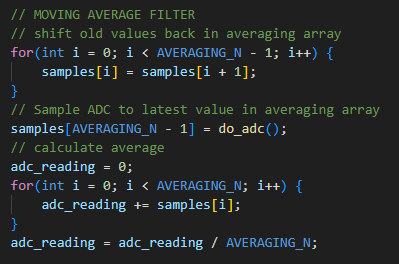 // MOVING AVERAGE FILTER
// shift old values back in averaging array
for(int i = 0; i < AVERAGING_N - 1; i++) {
    samples[i] = samples[i + 1];
}
// Sample ADC to latest value in averaging array
samples[AVERAGING_N - 1] = do_adc();
// calculate average
adc_reading = 0;
for(int i = 0; i < AVERAGING_N; i++) {
    adc_reading += samples[i];
}
adc_reading = adc_reading / AVERAGING_N;